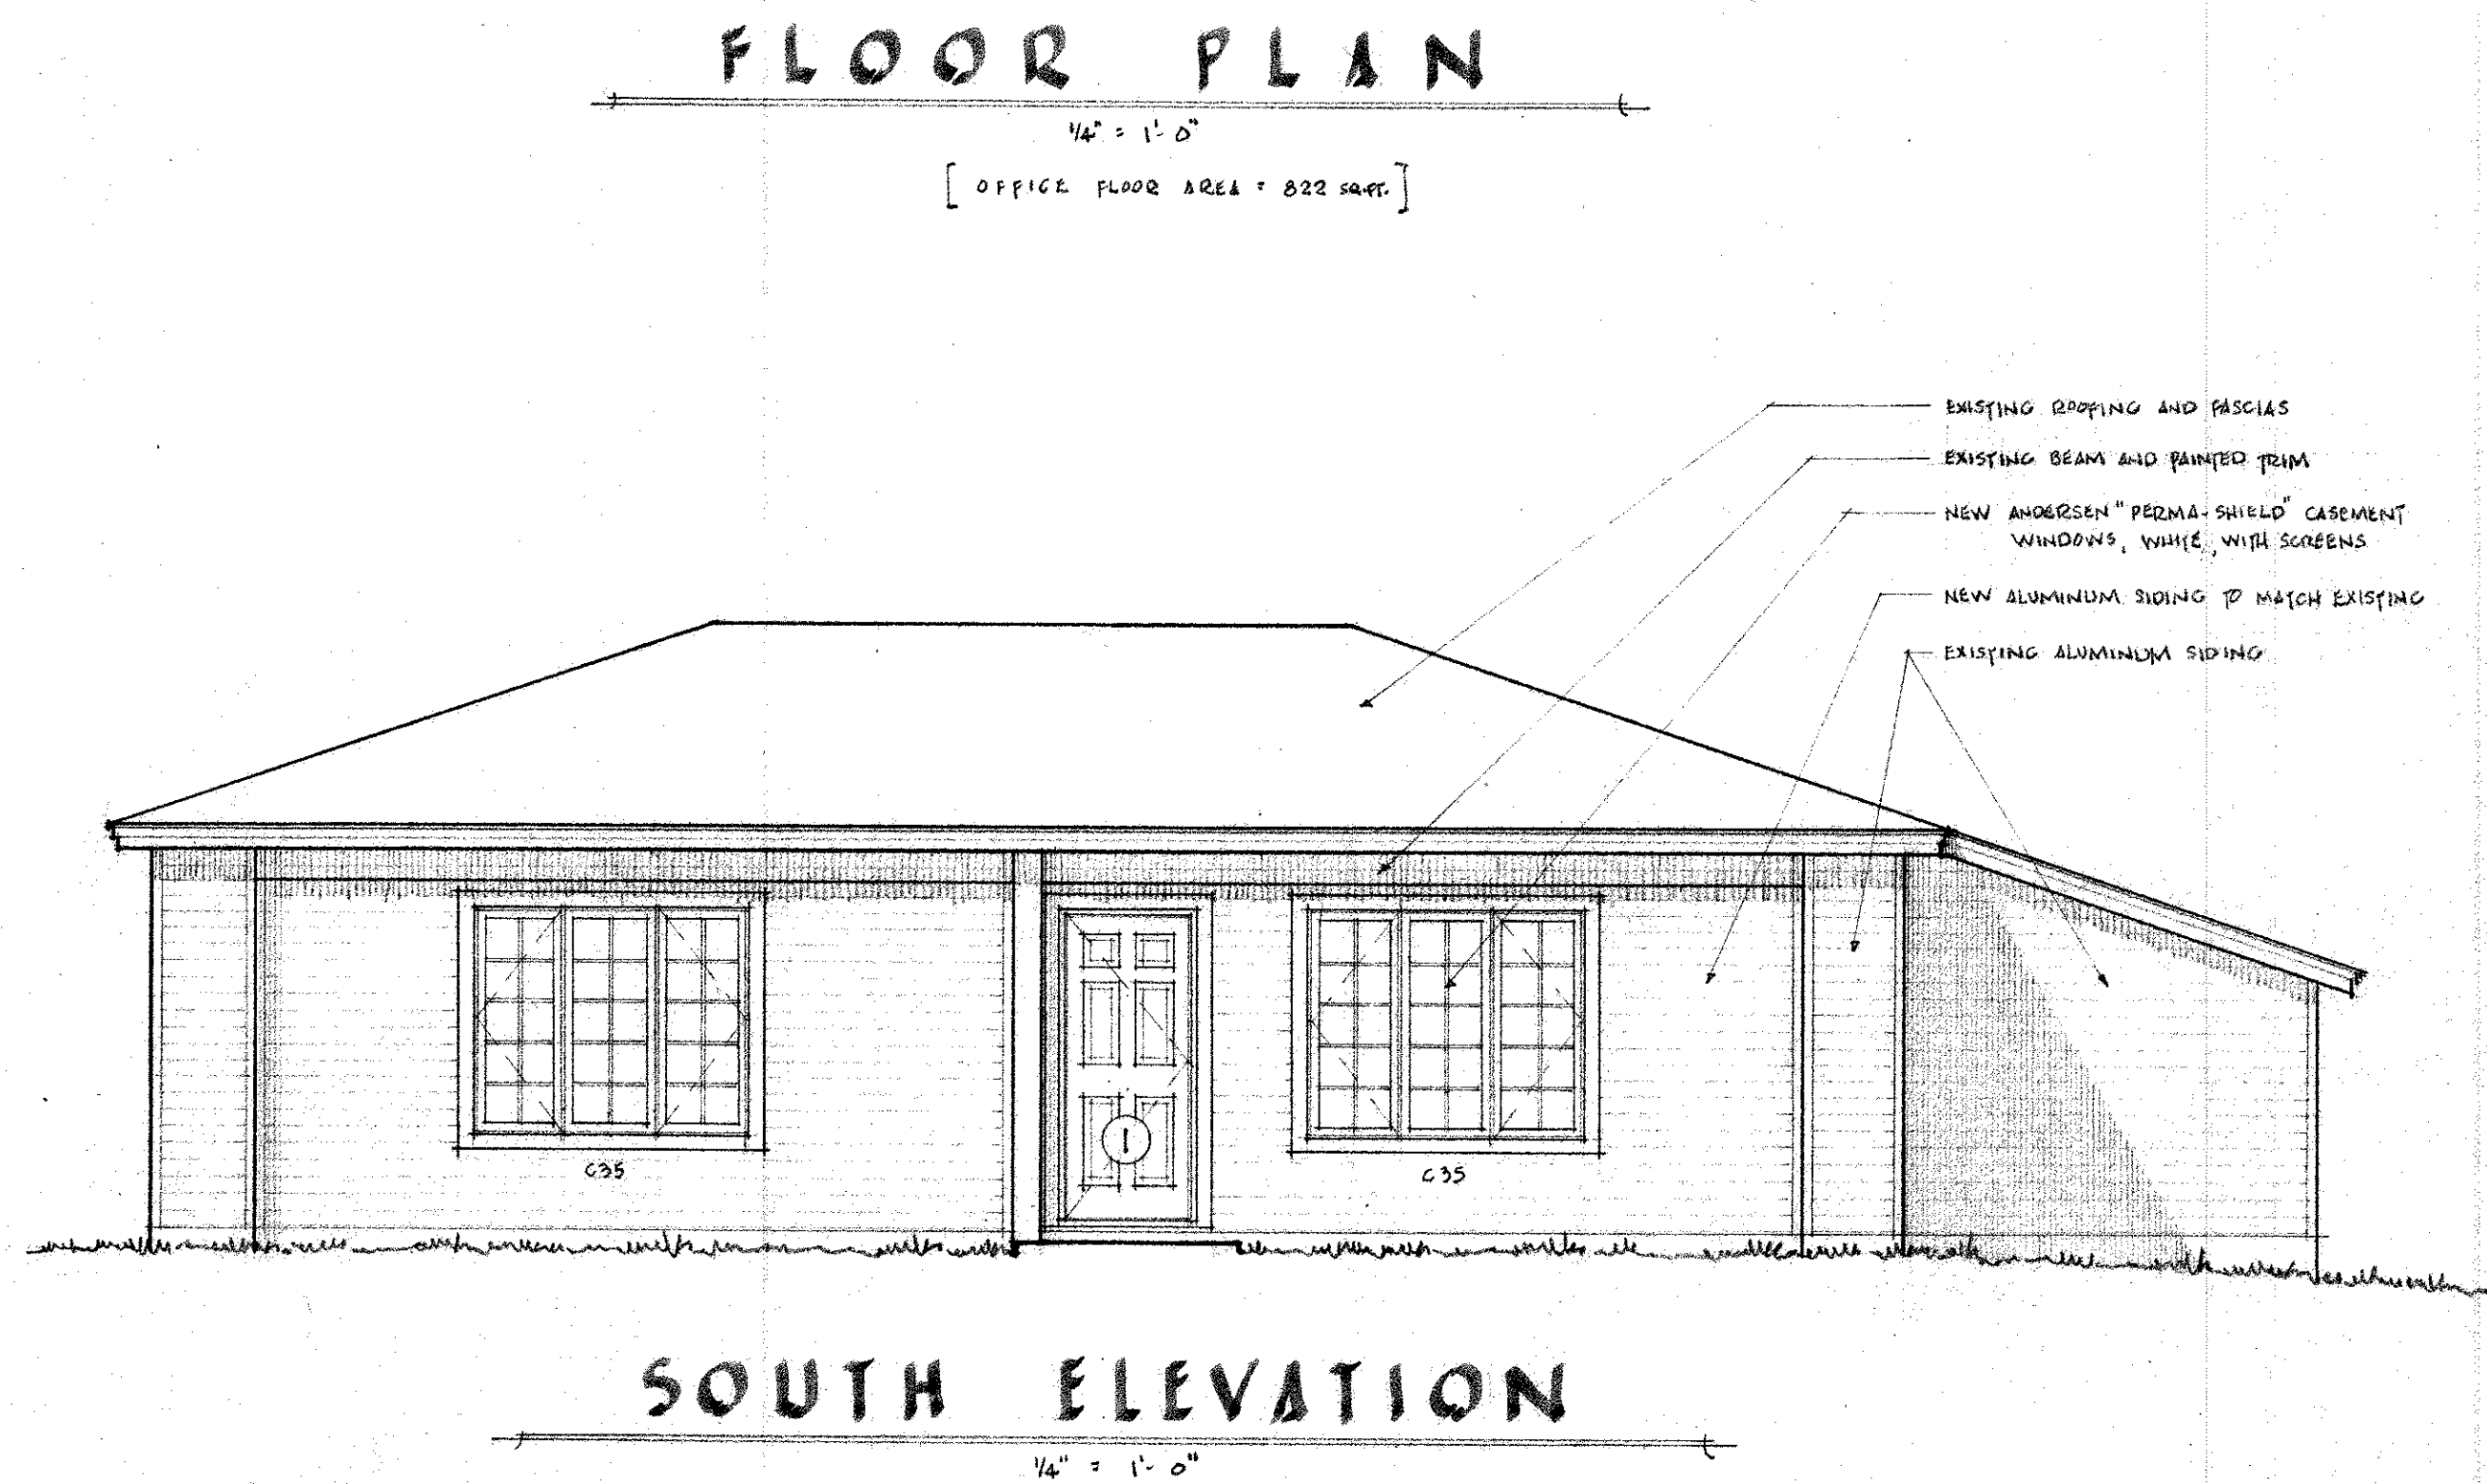 FLOOR PLAN
1/4" = 1'-0"
[ OFFICE FLOOR AREA = 822 SQ.FT. ]
EXISTING ROOFING AND FASCIAS
EXISTING BEAM AND PAINTED TRIM
NEW ANDERSEN "PERMA-SHIELD" CASEMENT
WINDOWS, WHITE, WITH SCREENS
NEW ALUMINUM SIDING TO MATCH EXISTING
EXISTING ALUMINUM SIDING
1
C35
C35
SOUTH ELEVATION
1/4" = 1'-0"